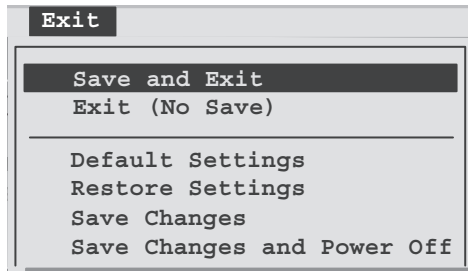 Exit
Save and Exit
Exit (No Save)
Default Settings
Restore Settings
Save Changes
Save Changes and Power Off